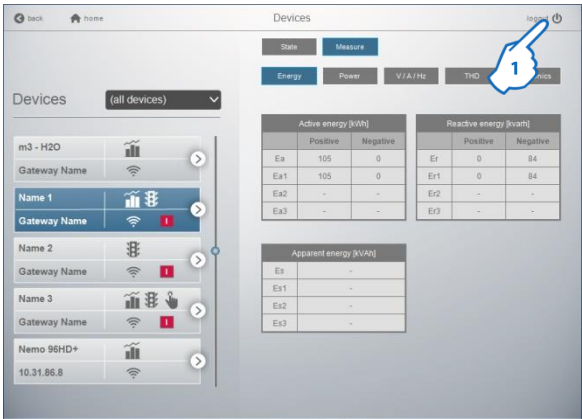 back home Devices logout
1
State Measure
Energy Power V / A / Hz THD
Devices (all devices)
m3 - H2O
Gateway Name
Name 1
Gateway Name I
Name 2
Gateway Name I
Name 3
Gateway Name I
Nemo 96HD+
10.31.86.8
Active energy [kWh]
Positive Negative
Ea 105 0
Ea1 105 0
Ea2 - -
Ea3 - -
Reactive energy [kvarh]
Positive Negative
Er 0 84
Er1 0 84
Er2 - -
Er3 - -
Apparent energy [kVAh]
Es -
Es1 -
Es2 -
Es3 -